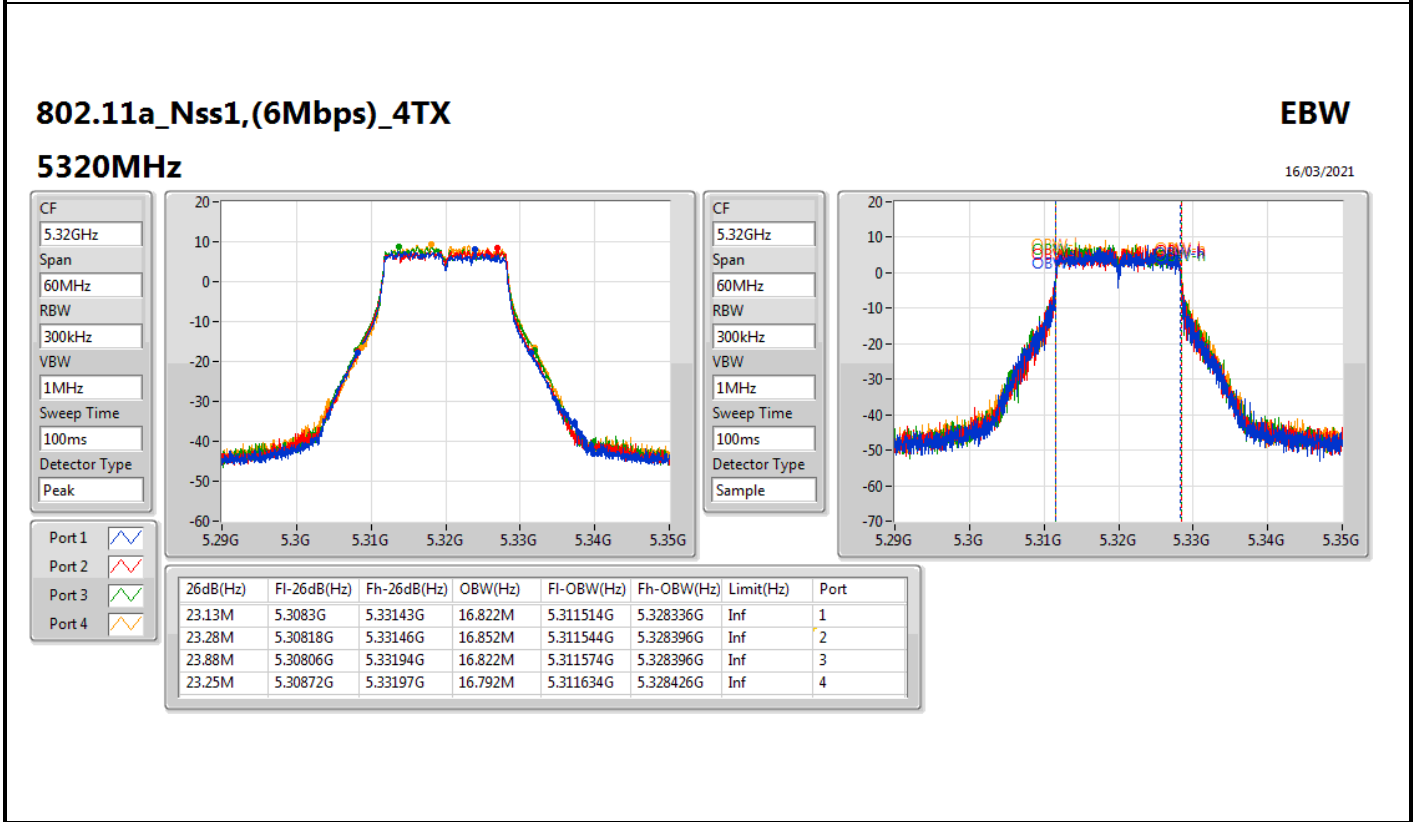 802.11a_Nss1,(6Mbps)_4TX
EBW
5320MHz
16/03/2021
CF
5.32GHz
Span
60MHz
RBW
300kHz
VBW
1MHz
Sweep Time
100ms
Detector Type
Peak
20
10
0
-10
-20
-30
-40
-50
-60
5.29G 5.3G 5.31G 5.32G 5.33G 5.34G 5.35G
CF
5.32GHz
Span
60MHz
RBW
300kHz
VBW
1MHz
Sweep Time
100ms
Detector Type
Sample
20
10
0
-10
-20
-30
-40
-50
-60
-70
5.29G 5.3G 5.31G 5.32G 5.33G 5.34G 5.35G
Port 1
Port 2
Port 3
Port 4
26dB(Hz) Fl-26dB(Hz) Fh-26dB(Hz) OBW(Hz) Fl-OBW(Hz) Fh-OBW(Hz) Limit(Hz) Port
23.13M 5.3083G 5.33143G 16.822M 5.311514G 5.328336G Inf 1
23.28M 5.30818G 5.33146G 16.852M 5.311544G 5.328396G Inf 2
23.88M 5.30806G 5.33194G 16.822M 5.311574G 5.328396G Inf 3
23.25M 5.30872G 5.33197G 16.792M 5.311634G 5.328426G Inf 4